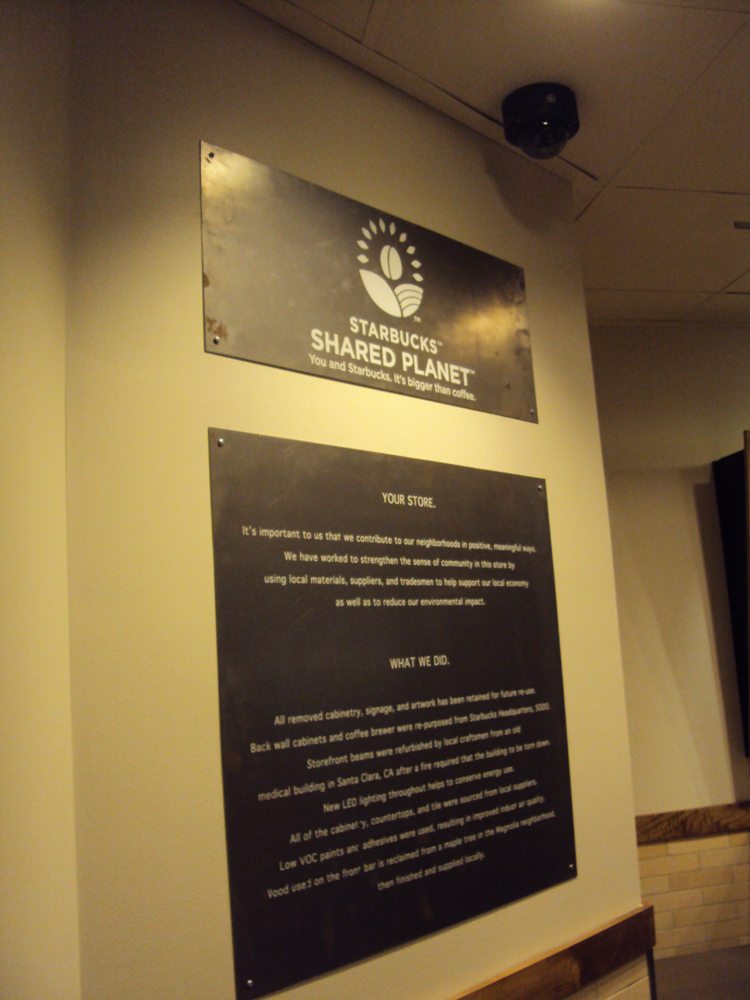 STARBUCKS™
SHARED PLANET™
You and Starbucks. It's bigger than coffee.
YOUR STORE.
It's important to us that we contribute to our neighborhoods in positive, meaningful ways.
We have worked to strengthen the sense of community in this store by
using local materials, suppliers, and tradesmen to help support our local economy
as well as to reduce our environmental impact.
WHAT WE DID.
All removed cabinetry, signage, and artwork has been retained for future re-use.
Back wall cabinets and coffee brewer were re-purposed from Starbucks Headquarters, SODO.
Storefront beams were refurbished by local craftsmen from an old
medical building in Santa Clara, CA after a fire required that the building to be torn down.
New LED lighting throughout helps to conserve energy use.
All of the cabinetry, countertops, and tile were sourced from local suppliers.
Low VOC paints and adhesives were used, resulting in improved indoor air quality.
Wood used on the front bar is reclaimed from a maple tree in the Magnolia neighborhood,
then finished and supplied locally.